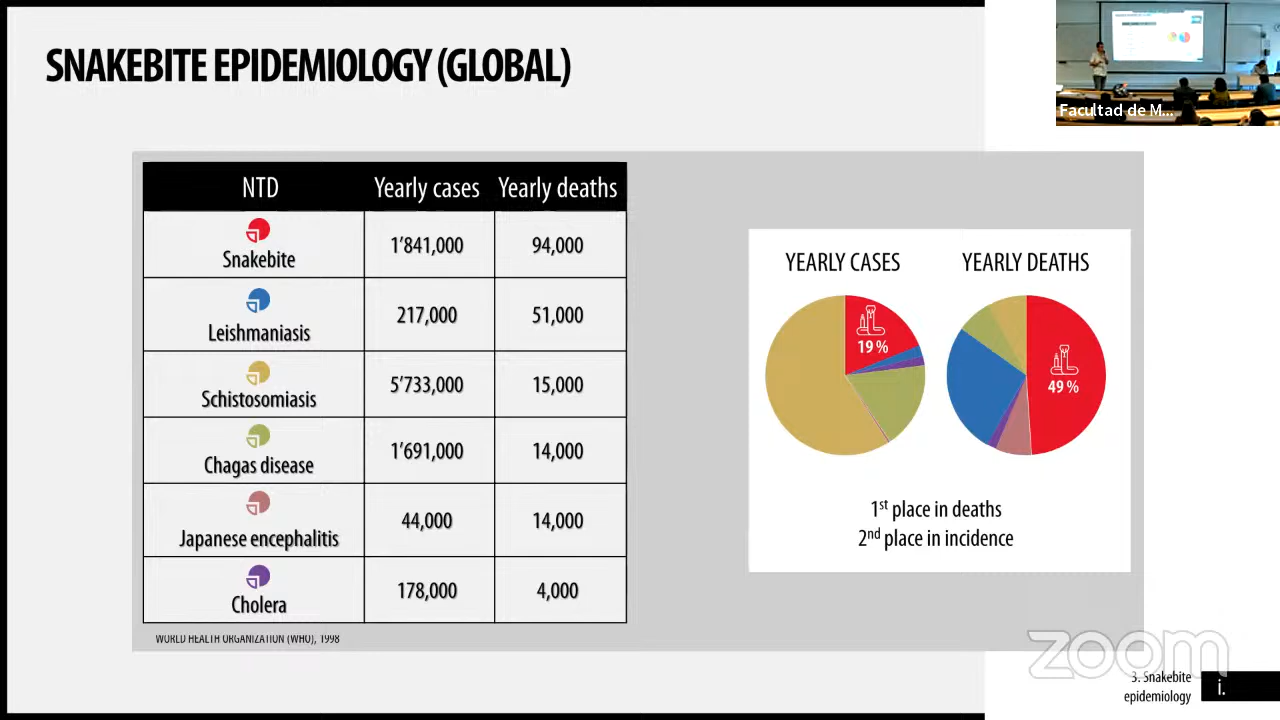 SNAKEBITE EPIDEMIOLOGY (GLOBAL)
Facultad de M...
NTD Yearly cases Yearly deaths
Snakebite 1’841,000 94,000
Leishmaniasis 217,000 51,000
Schistosomiasis 5’733,000 15,000
Chagas disease 1’691,000 14,000
Japanese encephalitis 44,000 14,000
Cholera 178,000 4,000
WORLD HEALTH ORGANIZATION (WHO), 1998
YEARLY CASES YEARLY DEATHS
19 %
49 %
1st place in deaths
2nd place in incidence
zoom
3. Snakebite
epidemiology
i.